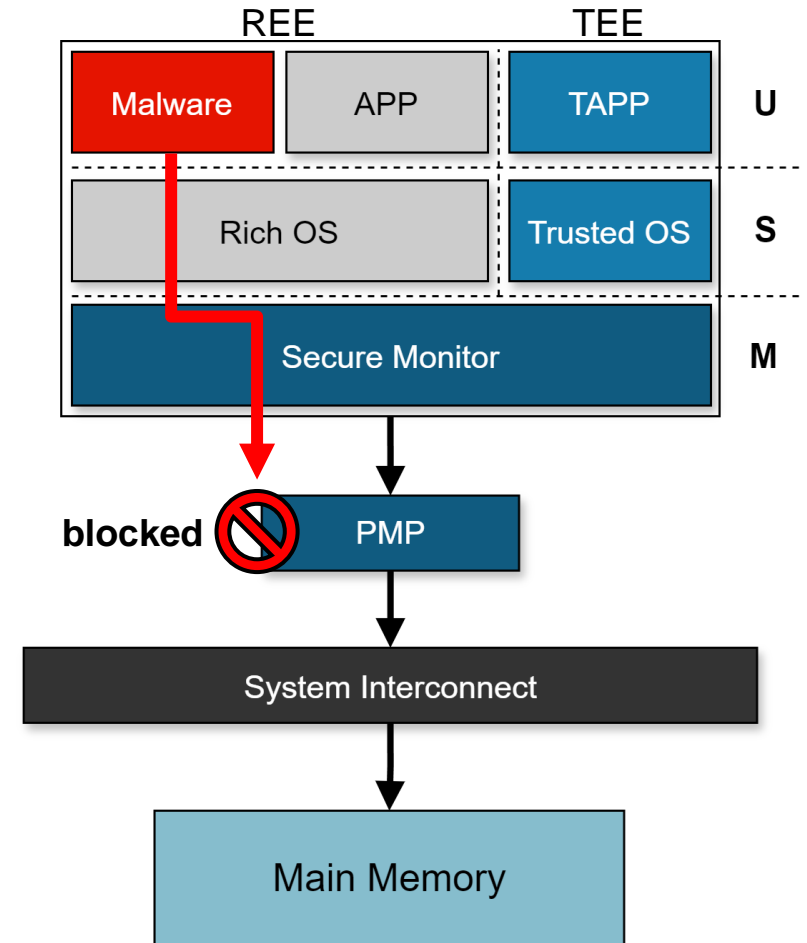 REE TEE
Malware APP TAPP U
Rich OS Trusted OS S
Secure Monitor M
blocked PMP
System Interconnect
Main Memory